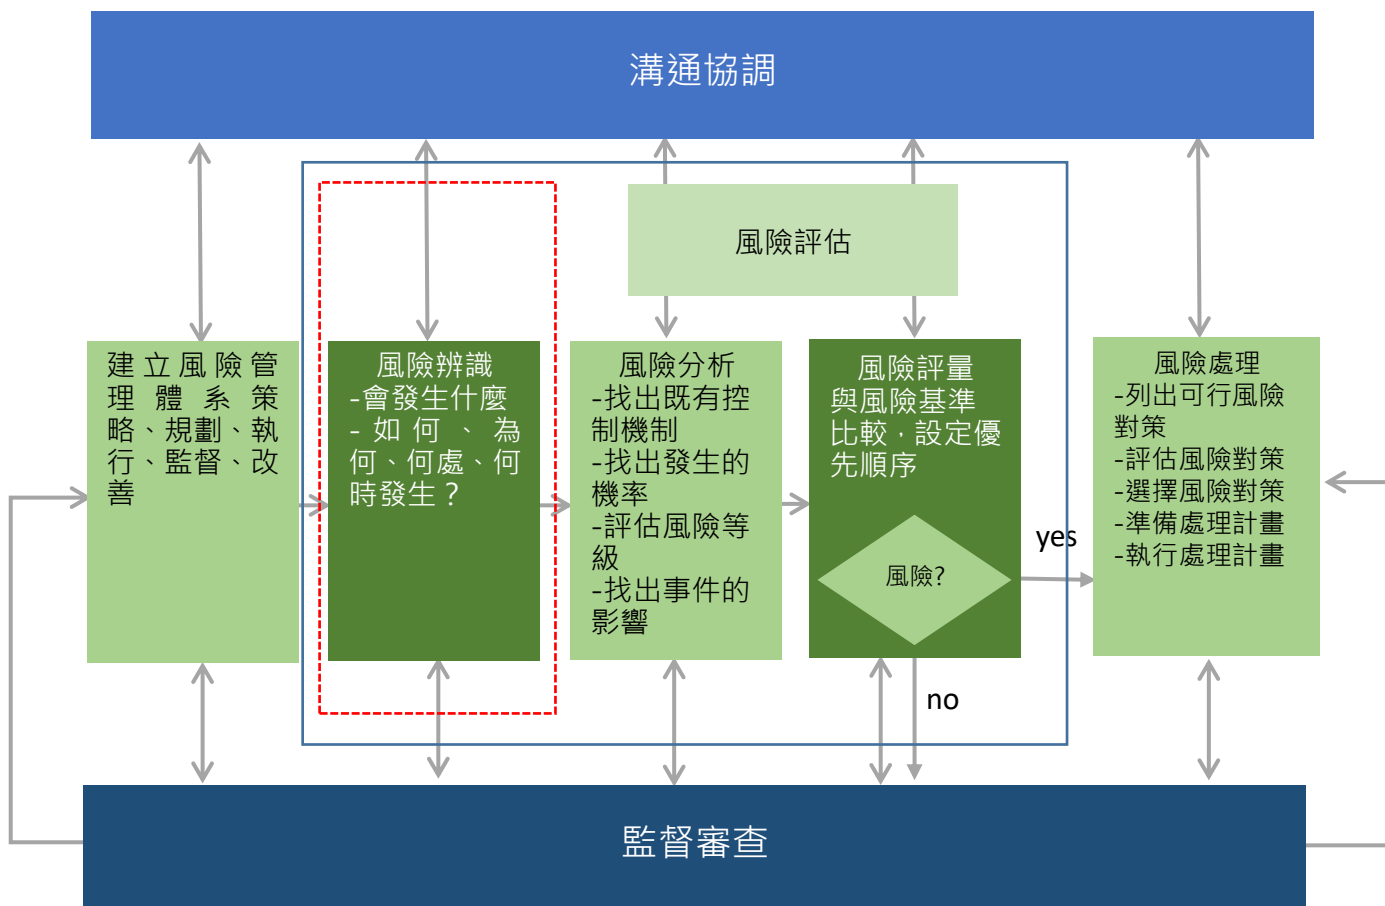 溝通協調
風險評估
建立風險管
理體系策
略、規劃、執
行、監督、改
善
風險辨識
-會發生什麼
-如何、為
何、何處、何
時發生？
風險分析
-找出既有控
制機制
-找出發生的
機率
-評估風險等
級
-找出事件的
影響
風險評量
與風險基準
比較，設定優
先順序
風險?
yes
no
風險處理
-列出可行風險
對策
-評估風險對策
-選擇風險對策
-準備處理計畫
-執行處理計畫
監督審查